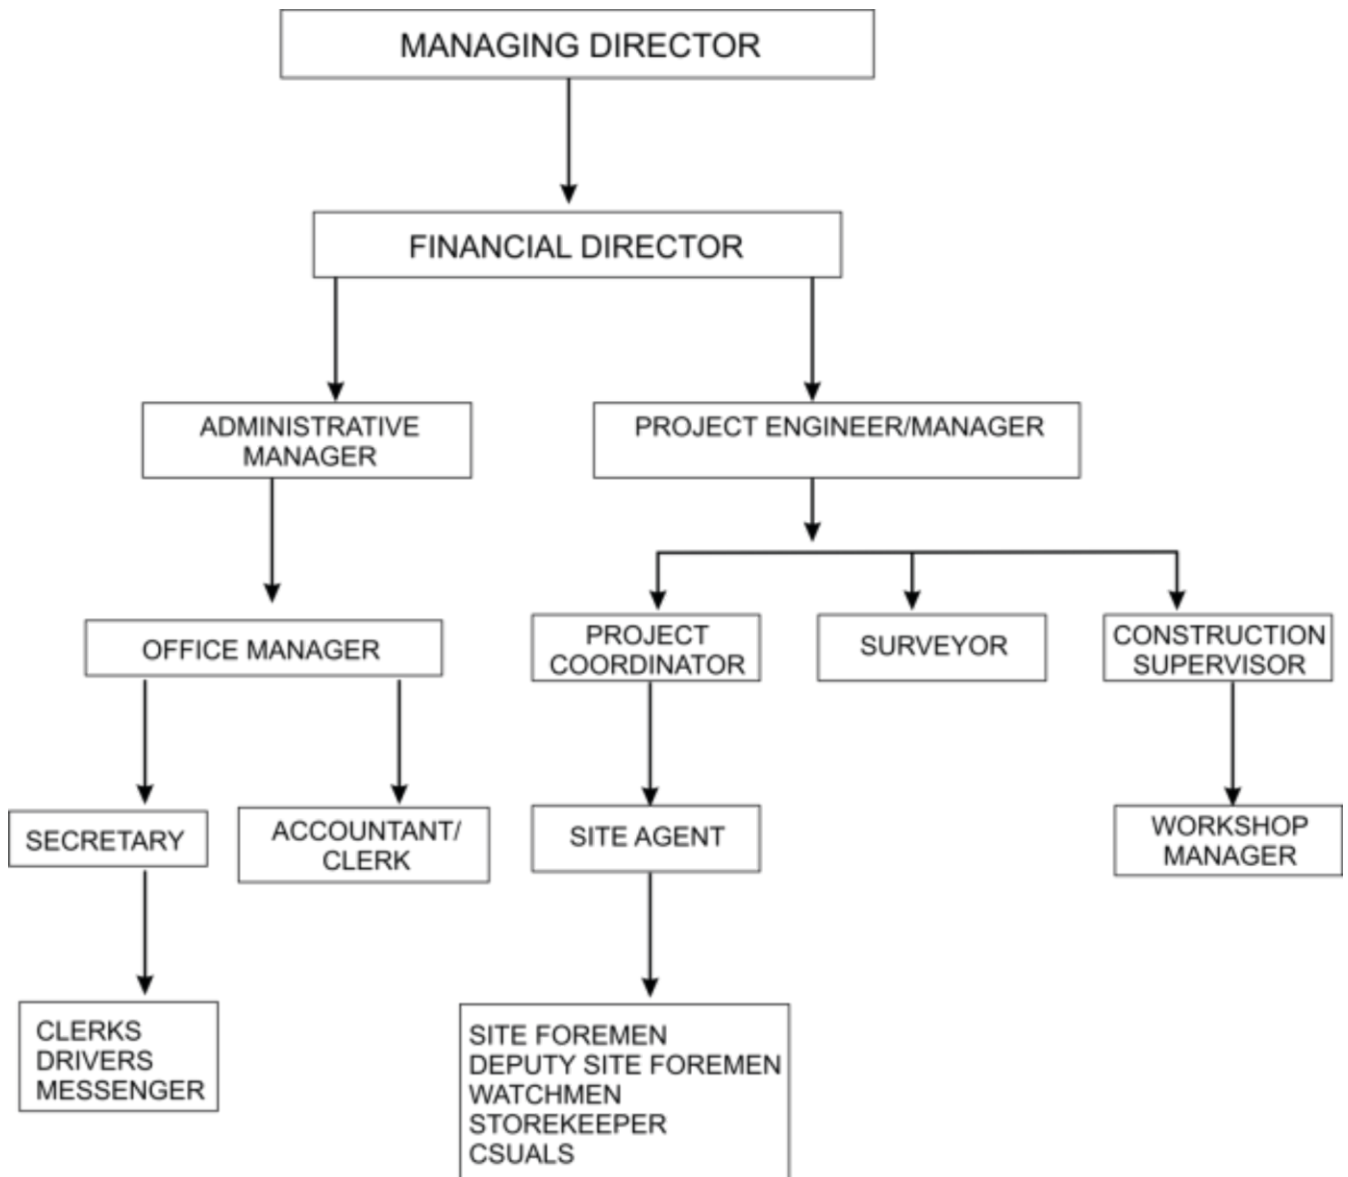 MANAGING DIRECTOR
FINANCIAL DIRECTOR
ADMINISTRATIVE
MANAGER
PROJECT ENGINEER/MANAGER
OFFICE MANAGER
PROJECT
COORDINATOR
SURVEYOR
CONSTRUCTION
SUPERVISOR
SECRETARY
ACCOUNTANT/
CLERK
SITE AGENT
WORKSHOP
MANAGER
CLERKS
DRIVERS
MESSENGER
SITE FOREMEN
DEPUTY SITE FOREMEN
WATCHMEN
STOREKEEPER
CSUALS